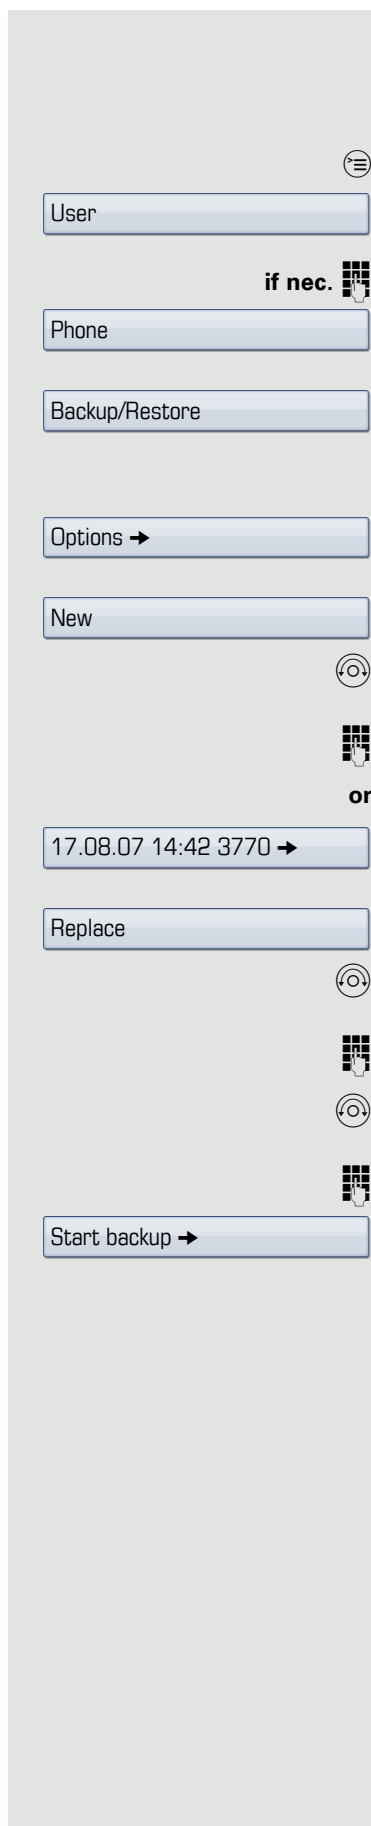 User
if nec.
Phone
Backup/Restore
Options →
New
or
17.08.07 14:42 3770 →
Replace
Start backup →